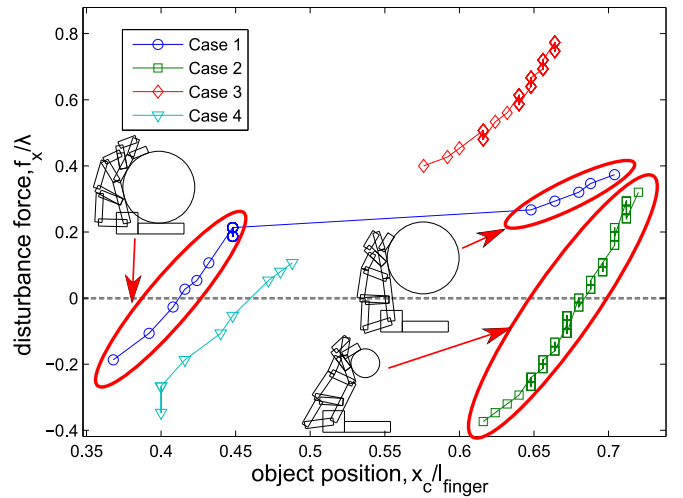 0.8
0.6
0.4
0.2
0
−0.2
−0.4
disturbance force, f_x/λ
Case 1
Case 2
Case 3
Case 4
0.35
0.4
0.45
0.5
0.55
0.6
0.65
0.7
object position, x_c/l_finger